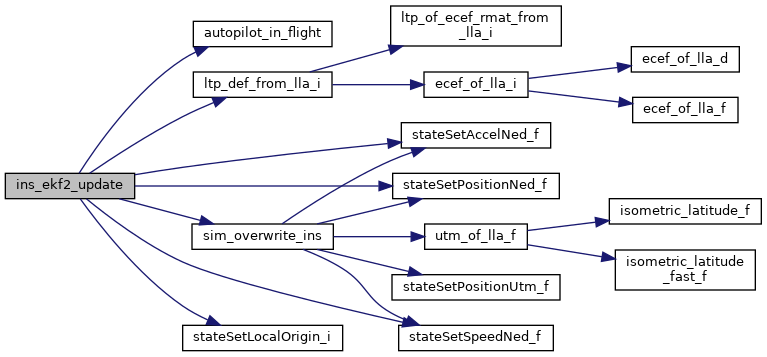 ltp_of_ecef_rmat_from
_lla_i
autopilot_in_flight
ecef_of_lla_d
ltp_def_from_lla_i
ecef_of_lla_i
ecef_of_lla_f
stateSetAccelNed_f
ins_ekf2_update
stateSetPositionNed_f
isometric_latitude_f
sim_overwrite_ins
utm_of_lla_f
isometric_latitude
_fast_f
stateSetPositionUtm_f
stateSetLocalOrigin_i
stateSetSpeedNed_f